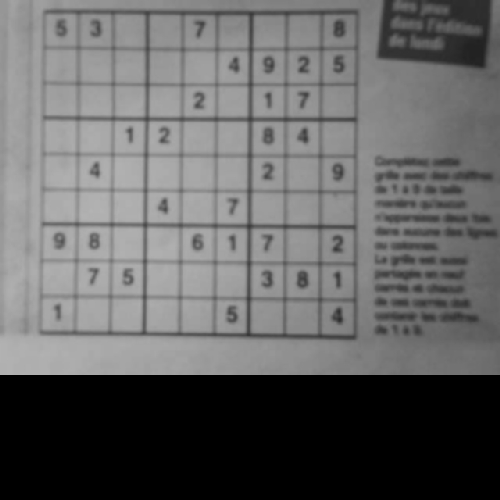 des jeux
dans l'édition
de lundi
5 3 7 8
4 9 2 5
2 1 7
1 2 8 4
4 2 9
4 7
9 8 6 1 7 2
7 5 3 8 1
1 5 4
Complétez cette
grille avec des chiffres
de 1 à 9 de telle
manière qu'aucun
n'apparaisse deux fois
dans aucune des lignes
ou colonnes.
La grille est aussi
partagée en neuf
carrés et chacun
de ces carrés doit
contenir les chiffres
de 1 à 9.